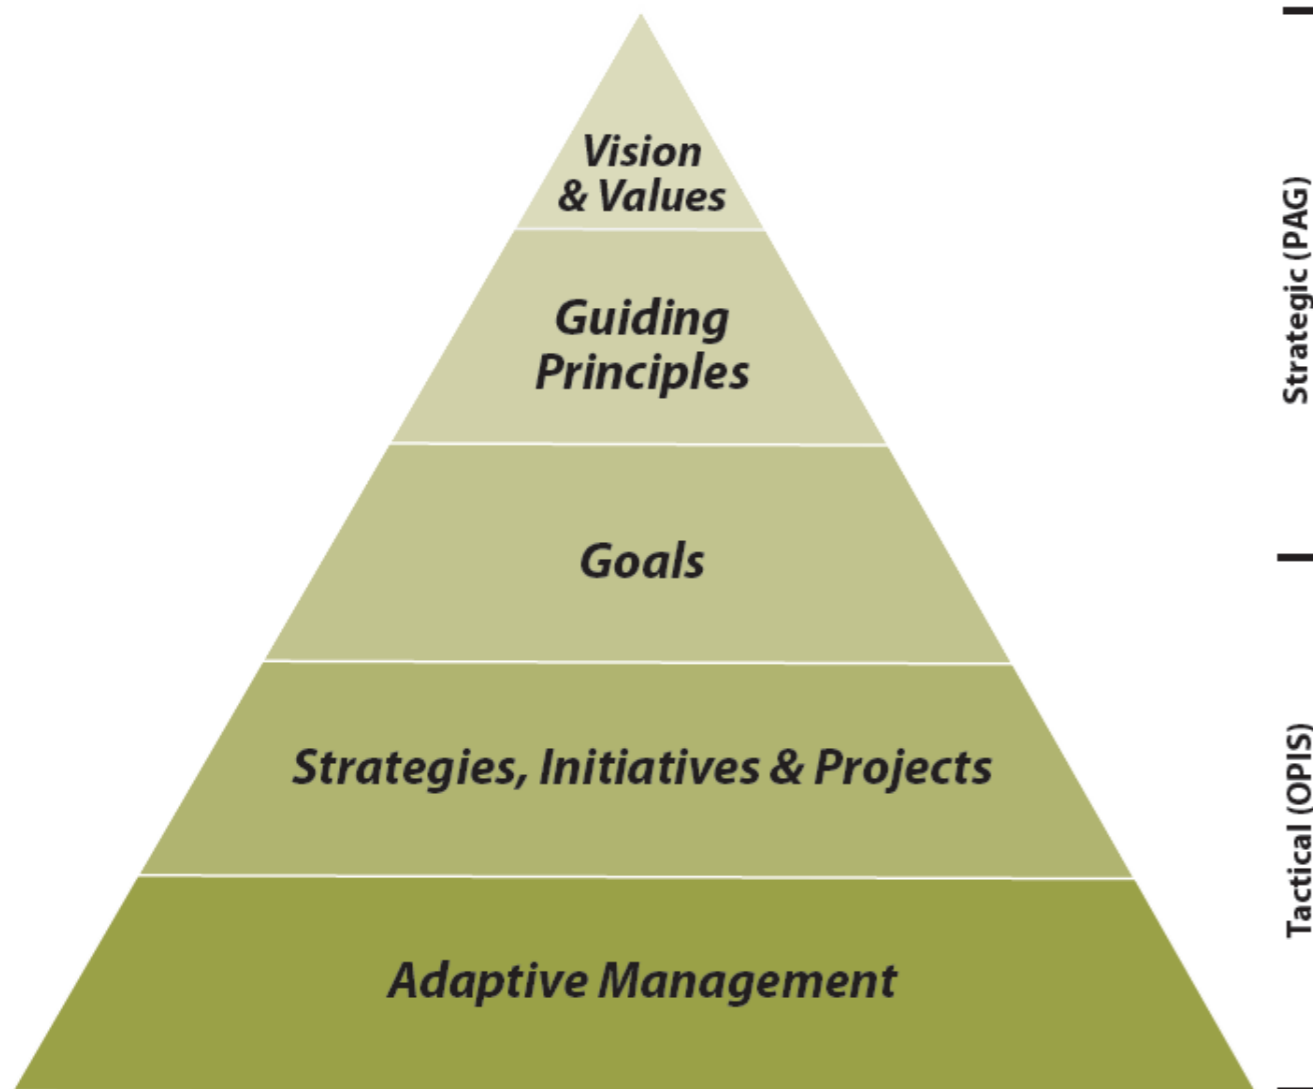 Vision
& Values
Guiding
Principles
Goals
Strategies, Initiatives & Projects
Adaptive Management
Strategic (PAG)
Tactical (OPIS)